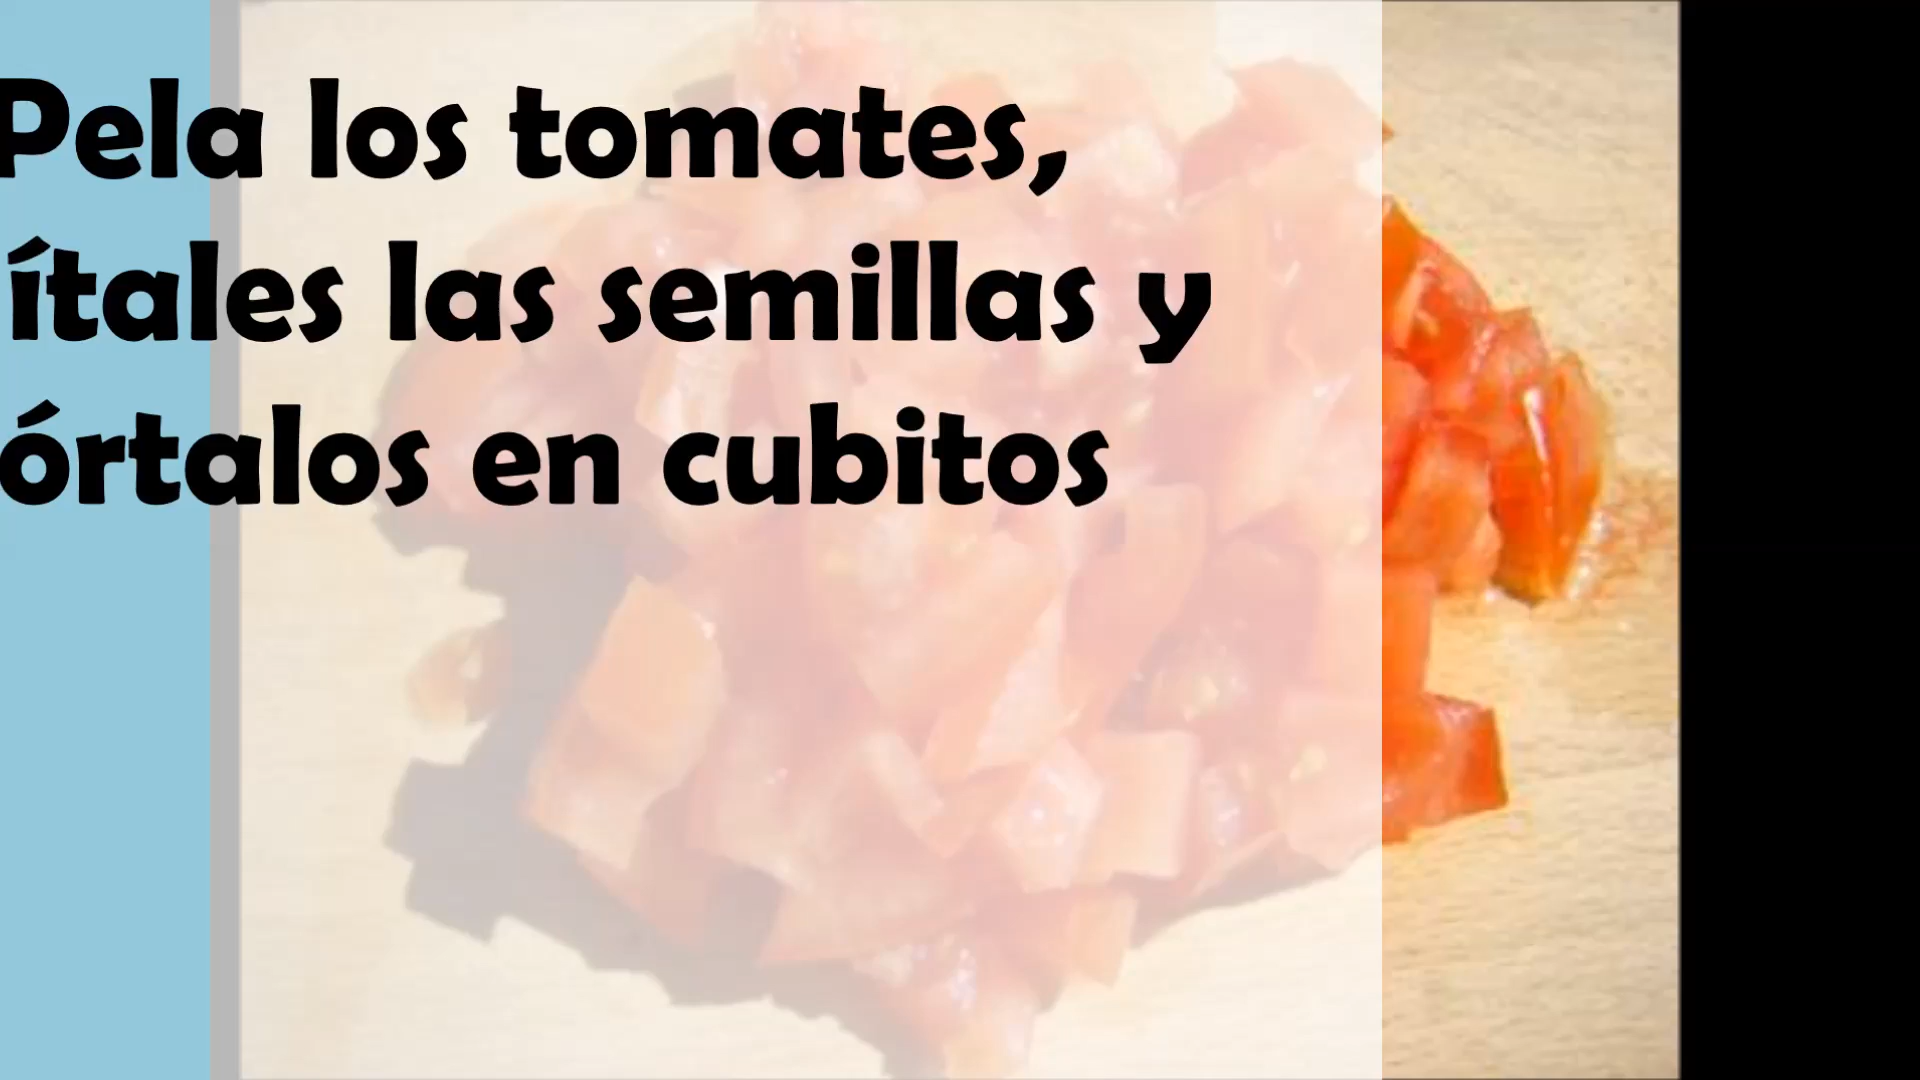 Pela los tomates,
ítales las semillas y
órtalos en cubitos